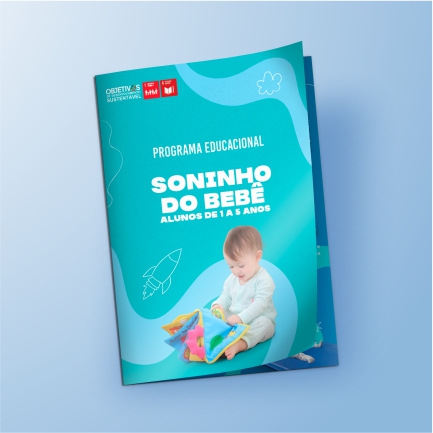 OBJETIVOS
SUSTENTÁVEL
PROGRAMA EDUCACIONAL
SONINHO
DO BEBÊ
ALUNOS DE 1 A 5 ANOS